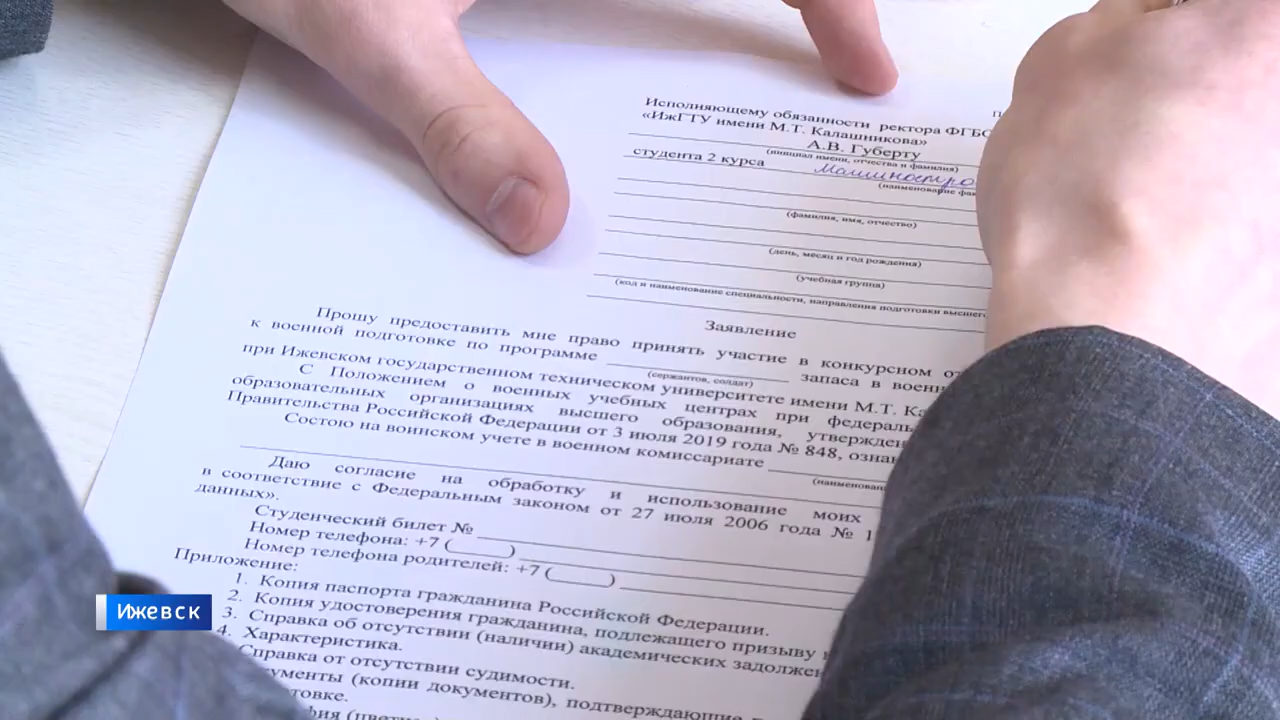 Исполняющему обязанности ректора ФГБО
«ИжГТУ имени М.Т. Калашникова»
А.В. Губерту
(инициал имени, отчества и фамилия)
студента 2 курса Машиностро
(наименование фак
(фамилия, имя, отчество)
(день, месяц и год рождения)
(учебная группа)
(код и наименование специальности, направления подготовки высшего
Заявление
Прошу предоставить мне право принять участие в конкурсном от
к военной подготовке по программе запаса в воен
(сержантов, солдат)
при Ижевском государственном техническом университете имени М.Т. Ка
С Положением о военных учебных центрах при федераль
образовательных организациях высшего образования, утвержден
Правительства Российской Федерации от 3 июля 2019 года № 848, озна
Состою на воинском учете в военном комиссариате
(наименова
Даю согласие на обработку и использование моих
в соответствие с Федеральным законом от 27 июля 2006 года № 1
данных».
Студенческий билет №
Номер телефона: +7 ( )
Номер телефона родителей: +7 ( )
Приложение:
1. Копия паспорта гражданина Российской Федерации.
2. Копия удостоверения гражданина, подлежащего призыву
3. Справка об отсутствии (наличии) академических задолжен
4. Характеристика.
Справка от отсутствии судимости.
кументы (копии документов), подтверждающие
отовке.
Ижевск